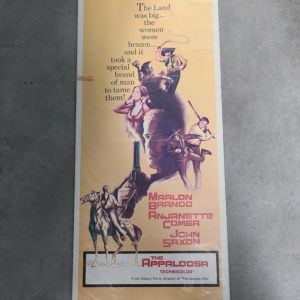 The Land
was big...
the
women
were
brazen...
and it
took a
special
brand
of man
to tame
them!
MARLON
BRANDO
ANJANETTE
COMER
JOHN
SAXON
THE
APPALOOSA
TECHNICOLOR